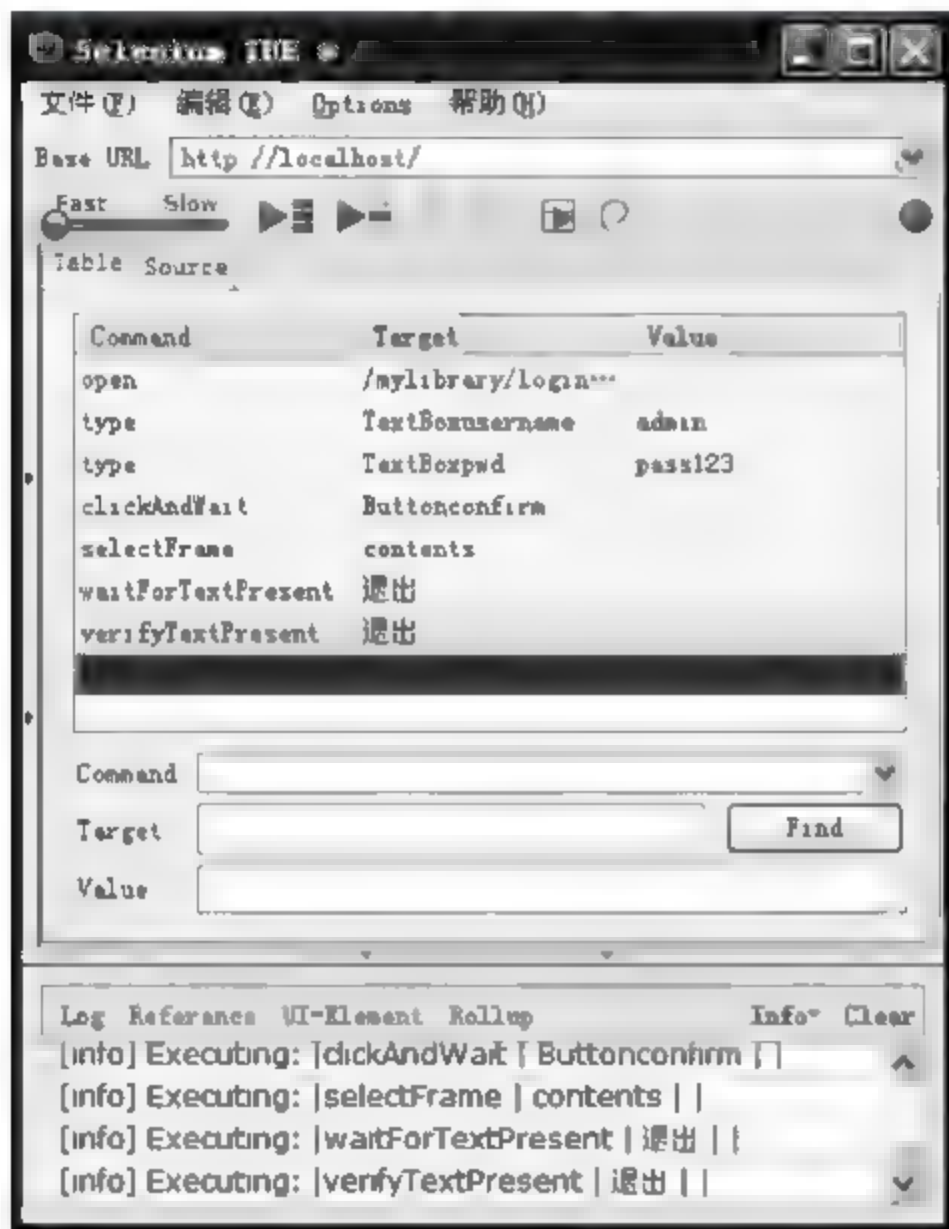 Selenium IDE
文件(F) 编辑(E) Options 帮助(H)
Base URL http //localhost/
Fast Slow
Table Source
Command Target Value
open /mylibrary/login…
type TextBoxusername admin
type TextBoxpwd pass123
clickAndWait Buttonconfirm
selectFrame contents
waitForTextPresent 退出
verifyTextPresent 退出
Command
Target Find
Value
Log Reference UI-Element Rollup Info Clear
[info] Executing: |clickAndWait | Buttonconfirm | |
[info] Executing: |selectFrame | contents | |
[info] Executing: |waitForTextPresent | 退出 | |
[info] Executing: |verifyTextPresent | 退出 | |